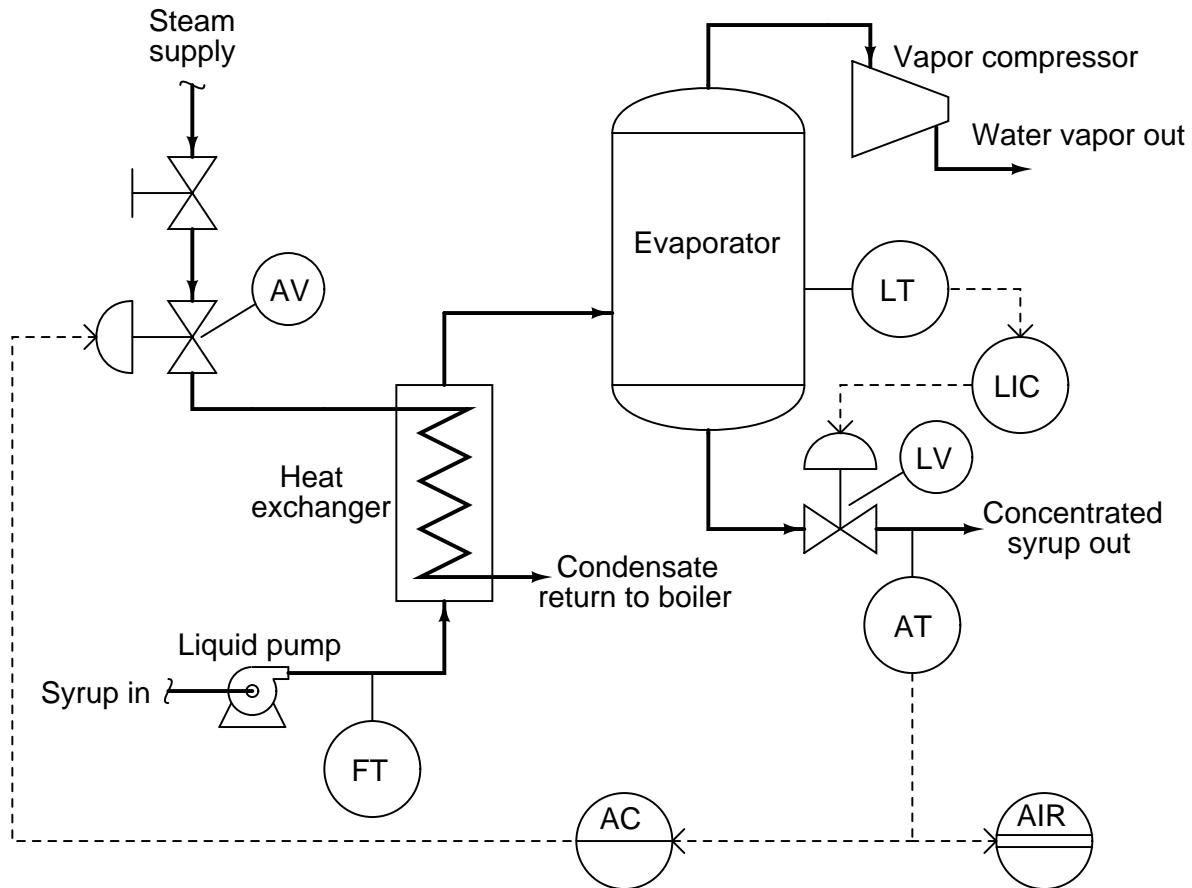 Steam
supply
Vapor compressor
Water vapor out
Evaporator
AV
LT
LIC
LV
Heat
exchanger
Concentrated
syrup out
Condensate
return to boiler
AT
Liquid pump
Syrup in
FT
AC
AIR